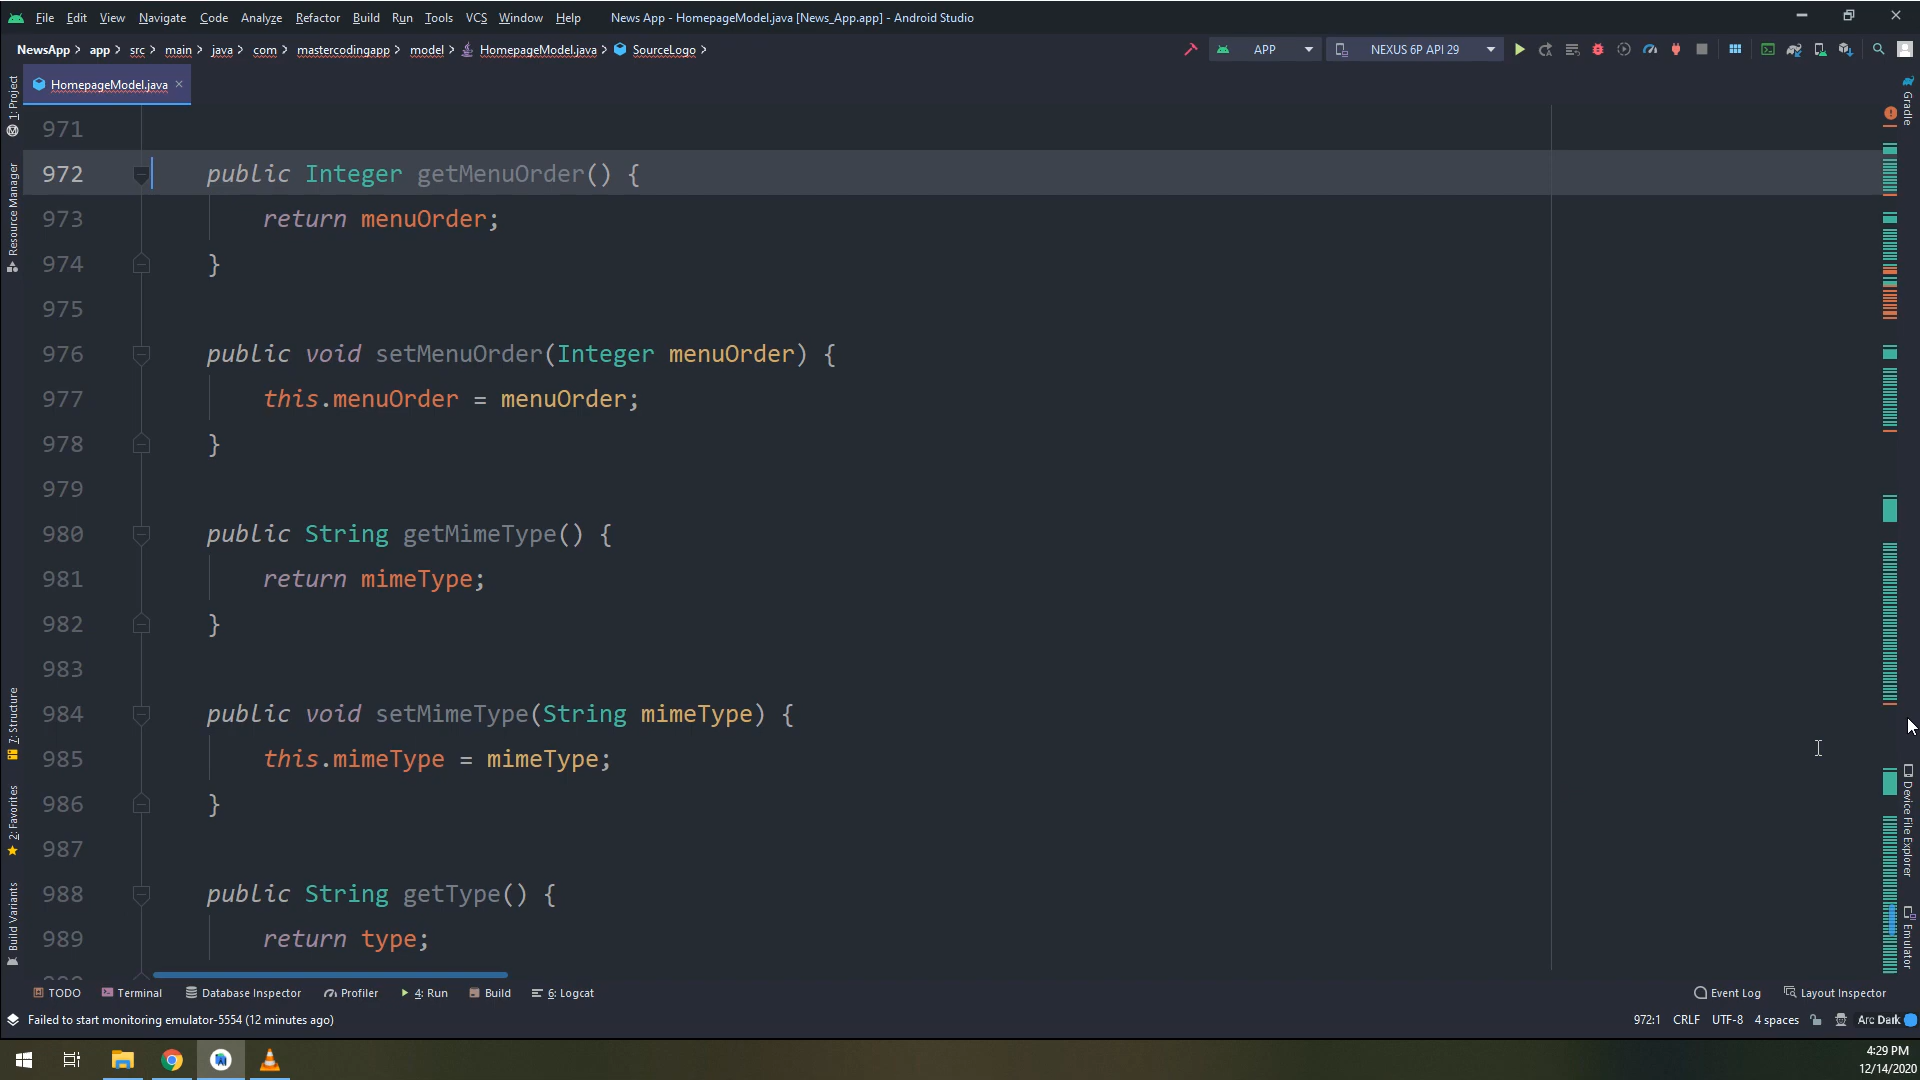 File Edit View Navigate Code Analyze Refactor Build Run Tools VCS Window Help News App - HomepageModel.java [News_App.app] - Android Studio
NewsApp app src main java com mastercodingapp model HomepageModel.java SourceLogo APP NEXUS 6P API 29
HomepageModel.java
1: Project
Resource Manager
7: Structure
2: Favorites
Build Variants
971
972 public Integer getMenuOrder() {
973 return menuOrder;
974 }
975
976 public void setMenuOrder(Integer menuOrder) {
977 this.menuOrder = menuOrder;
978 }
979
980 public String getMimeType() {
981 return mimeType;
982 }
983
984 public void setMimeType(String mimeType) {
985 this.mimeType = mimeType;
986 }
987
988 public String getType() {
989 return type;
Gradle
Device File Explorer
Emulator
TODO Terminal Database Inspector Profiler 4: Run Build 6: Logcat Event Log Layout Inspector
Failed to start monitoring emulator-5554 (12 minutes ago) 972:1 CRLF UTF-8 4 spaces Arc Dark
4:29 PM
12/14/2020